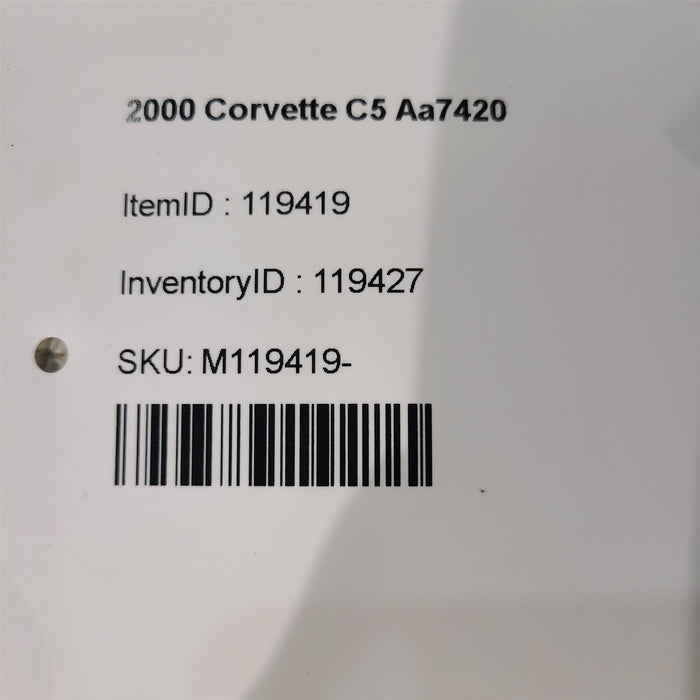 2000 Corvette C5 Aa7420
ItemID : 119419
InventoryID : 119427
SKU: M119419-